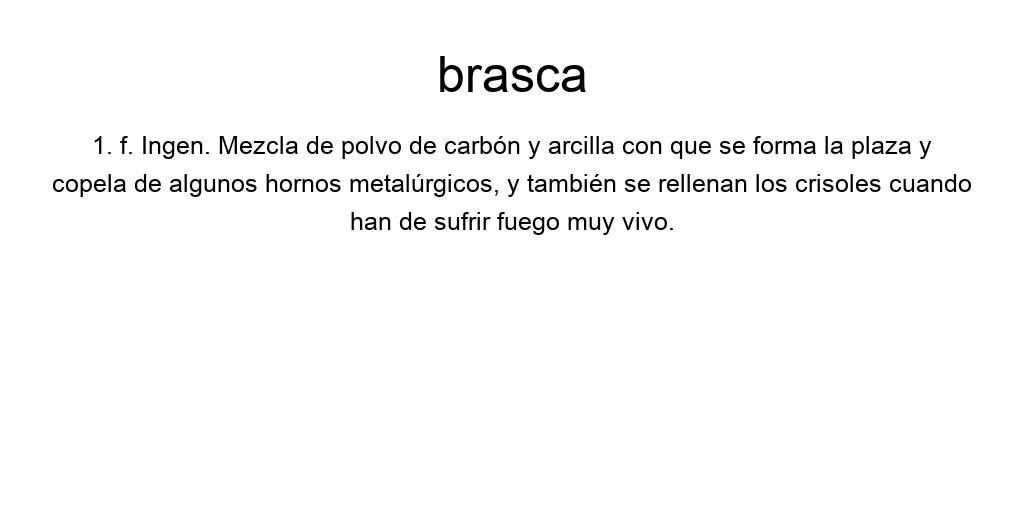 brasca
1. f. Ingen. Mezcla de polvo de carbón y arcilla con que se forma la plaza y
copela de algunos hornos metalúrgicos, y también se rellenan los crisoles cuando
han de sufrir fuego muy vivo.